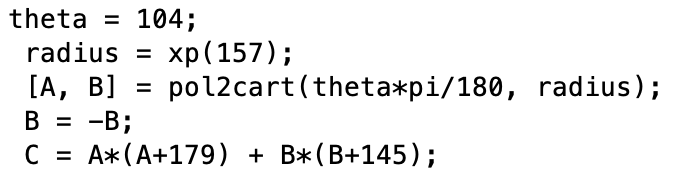 theta = 104;
radius = xp(157);
[A, B] = pol2cart(theta*pi/180, radius);
B = -B;
C = A*(A+179) + B*(B+145);